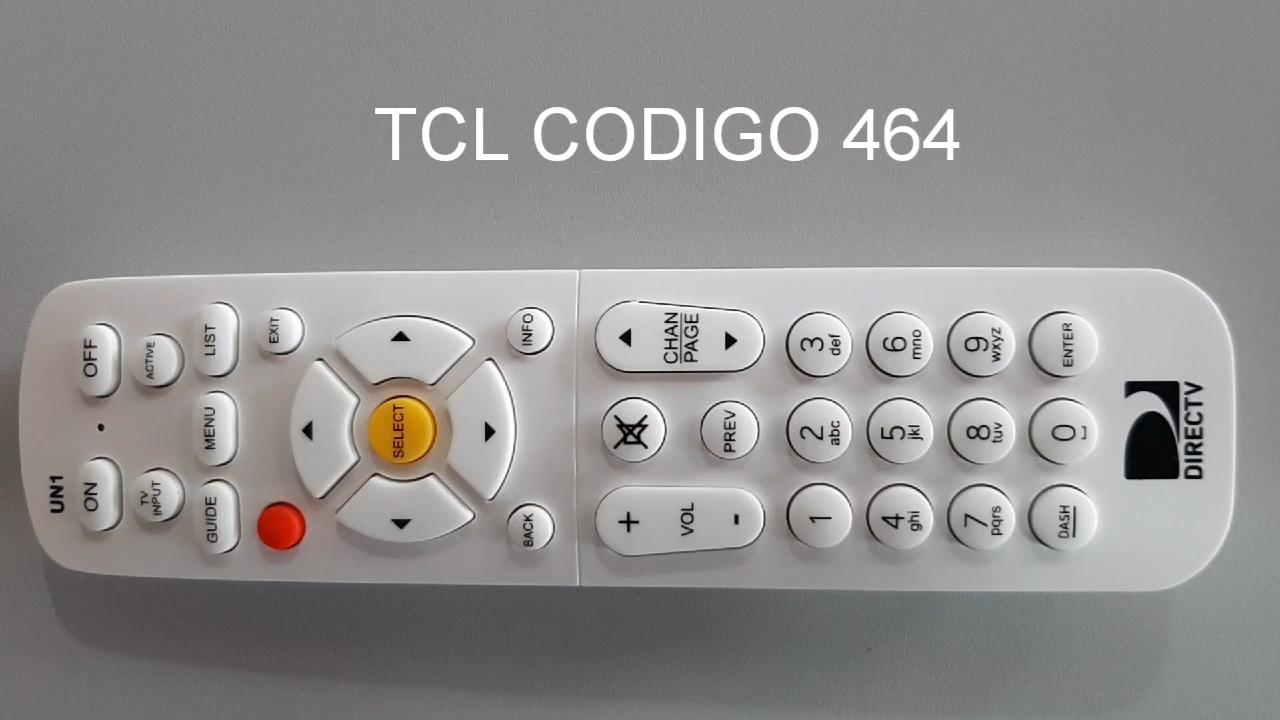 TCL CODIGO 464
UN1
ON
OFF
TV
INPUT
ACTIVE
GUIDE
MENU
LIST
EXIT
SELECT
BACK
INFO
+
VOL
-
PREV
CHAN
PAGE
1
2
abc
3
def
4
ghi
5
jkl
6
mno
7
pqrs
8
tuv
9
wxyz
DASH
0
ENTER
DIRECTV